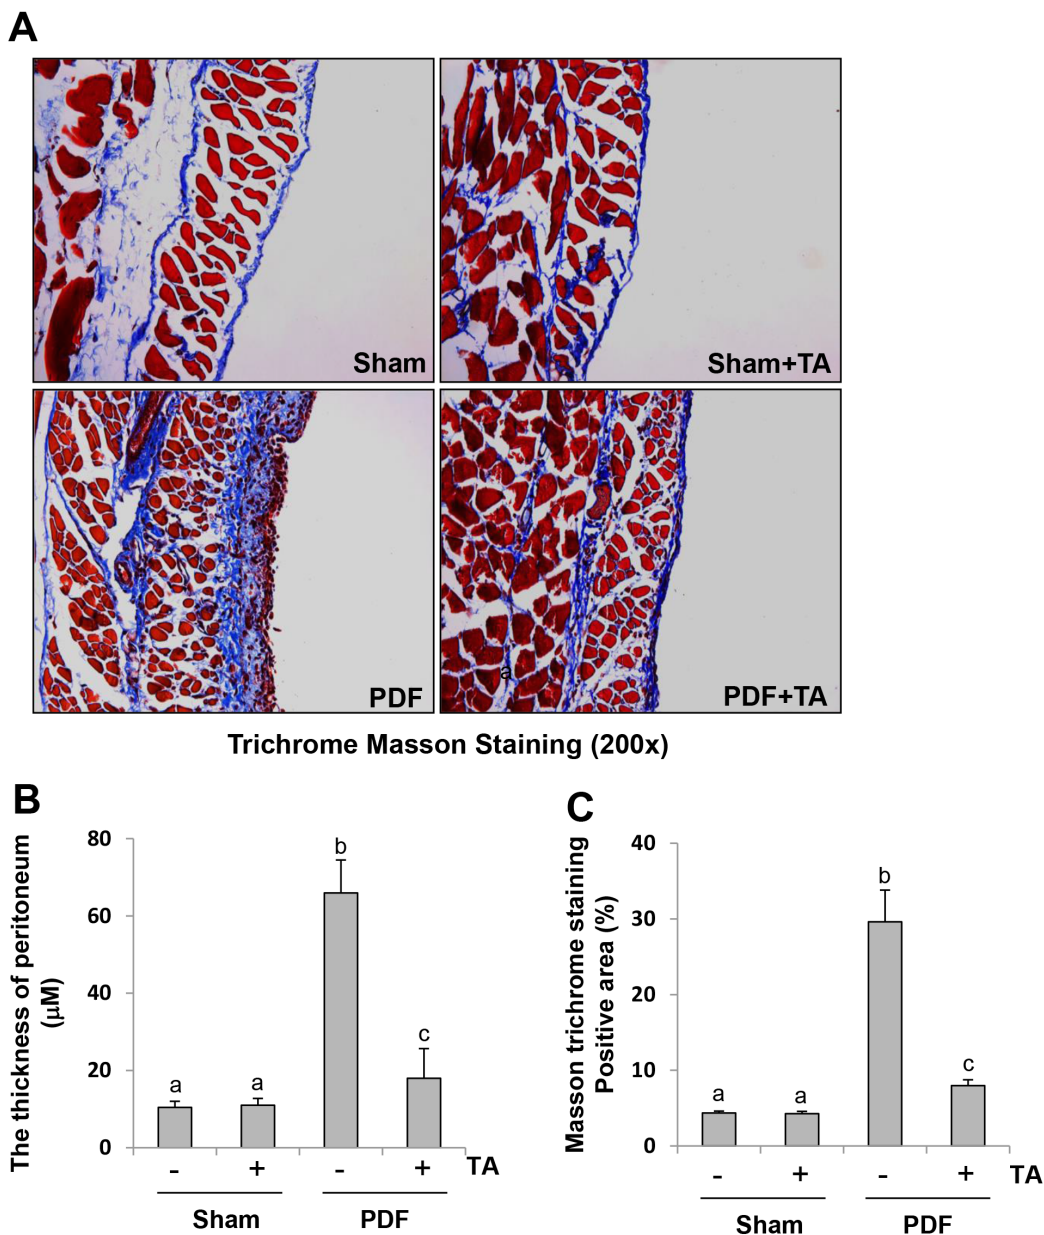 A
Sham
Sham+TA
PDF
a
PDF+TA
Trichrome Masson Staining (200x)
B
The thickness of peritoneum
(μM)
80
60
40
20
0
a
a
b
c
- + - + TA
Sham PDF
C
Masson trichrome staining
Positive area (%)
40
30
20
10
0
a
a
b
c
- + - + TA
Sham PDF